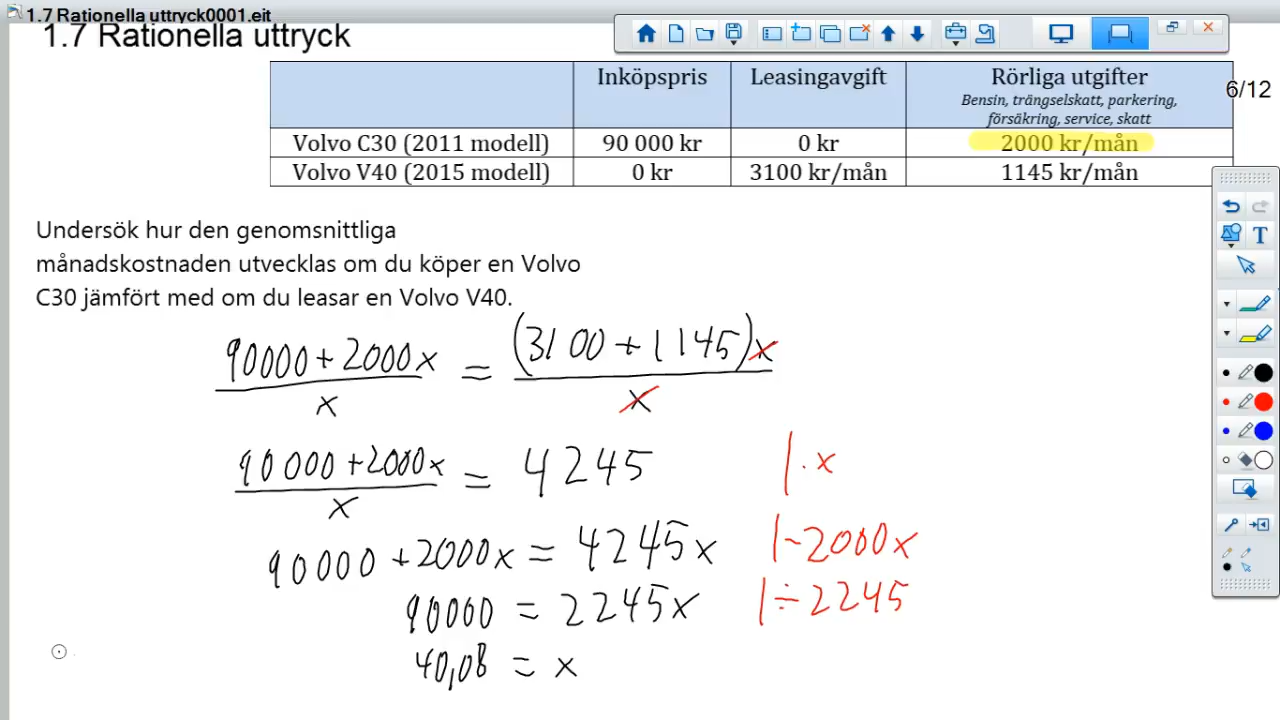 1.7 Rationella uttryck0001.eit
1.7 Rationella uttryck
6/12
Inköpspris Leasingavgift Rörliga utgifter
Bensin, trängselskatt, parkering,
försäkring, service, skatt
Volvo C30 (2011 modell) 90 000 kr 0 kr 2000 kr/mån
Volvo V40 (2015 modell) 0 kr 3100 kr/mån 1145 kr/mån
Undersök hur den genomsnittliga
månadskostnaden utvecklas om du köper en Volvo
C30 jämfört med om du leasar en Volvo V40.
90000+2000x = (3100+1145)x
x x
90000+2000x = 4245 |·x
x
90000+2000x = 4245x |-2000x
90000 = 2245x |÷2245
40,08 = x
T